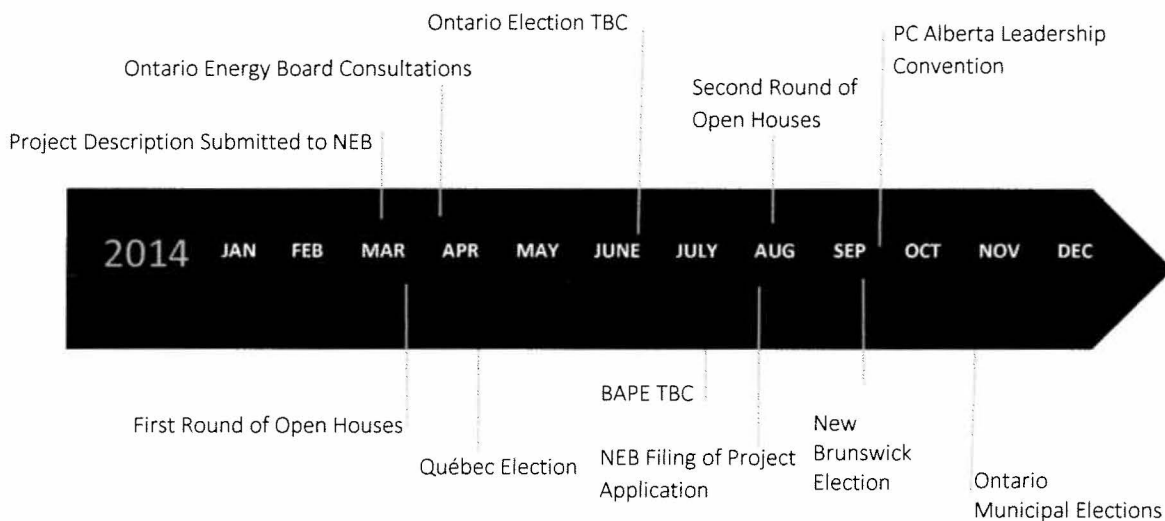 Ontario Election TBC
PC Alberta Leadership
Convention
Ontario Energy Board Consultations
Second Round of
Open Houses
Project Description Submitted to NEB
2014 JAN FEB MAR APR MAY JUNE JULY AUG SEP OCT NOV DEC
BAPE TBC
First Round of Open Houses
New
Brunswick
Election
Québec Election
NEB Filing of Project
Application
Ontario
Municipal Elections